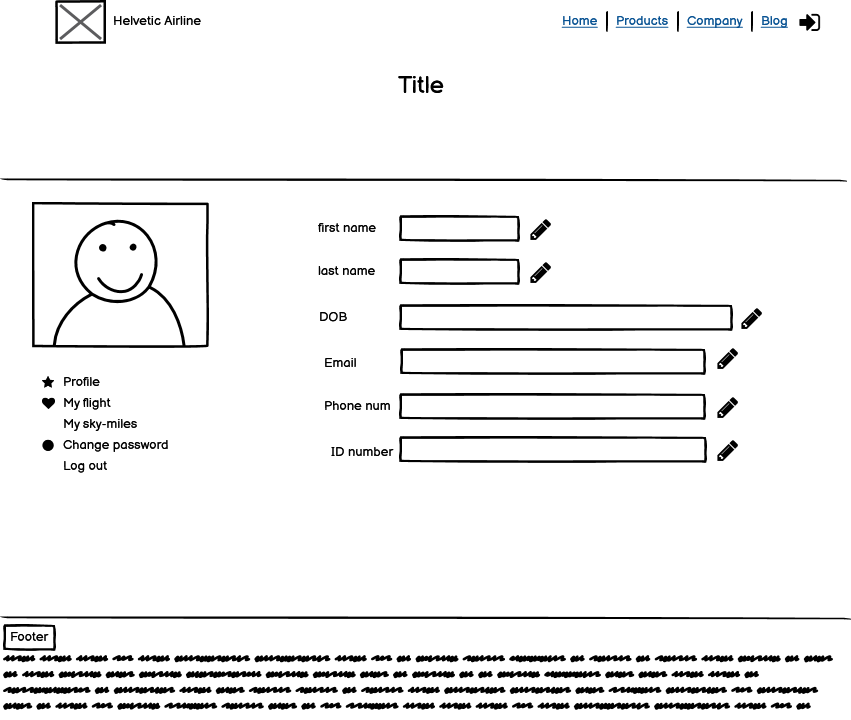 Helvetic Airline
Home | Products | Company | Blog
Title
first name
last name
DOB
Email
Phone num
ID number
Profile
My flight
My sky-miles
Change password
Log out
Footer